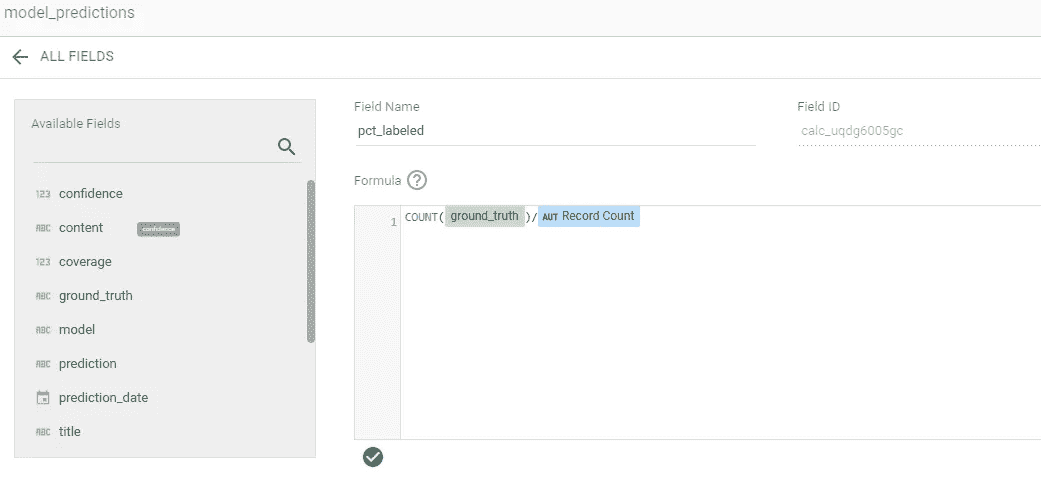 model_predictions
ALL FIELDS
Available Fields
123 confidence
ABC content confidence
123 coverage
ABC ground_truth
ABC model
ABC prediction
prediction_date
ABC title
Field Name
pct_labeled
Field ID
calc_uqdg6005gc
Formula ?
1 COUNT( ground_truth )/ AUT Record Count